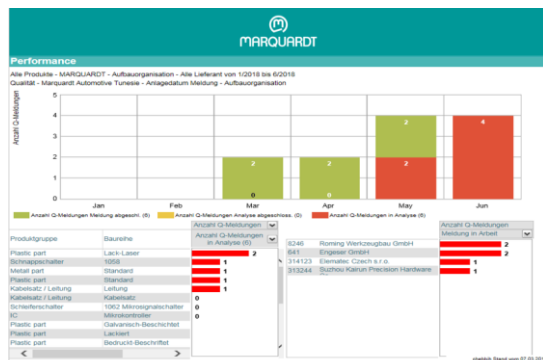 MARQUARDT
Performance
Alle Produkte - MARQUARDT - Aufbauorganisation - Alle Lieferant von 1/2018 bis 6/2018
Qualität - Marquardt Automotive Tunesie - Anlagedatum Meldung - Aufbauorganisation
Anzahl Q-Meldungen
5
4
3
2
1
0
2
0
2
0
2
2
4
Jan Feb Mar Apr May Jun
Anzahl Q-Meldungen Meldung abgeschl. (6) Anzahl Q-Meldungen Analyse abgeschloss. (0) Anzahl Q-Meldungen in Analyse (6)
Anzahl Q-Meldungen
Produktgruppe Baureihe Anzahl Q-Meldungen in Analyse (6)
Plastic part Lack-Laser 2
Schnappschalter 1058 1
Metall part Standard 1
Plastic part Standard 1
Kabelsatz / Leitung Leitung 1
Kabelsatz / Leitung Kabelsatz 0
Schleiferschalter 1062 Mikrosignalschalter 0
IC Mikrokontroller 0
Plastic part Galvanisch-Beschichtet
Plastic part Lackiert
Plastic part Bedruckt-Beschriftet
Anzahl Q-Meldungen
Meldung in Arbeit
8246 Roming Werkzeugbau GmbH 2
641 Engeser GmbH 2
314123 Elematec Czech s.r.o. 1
313244 Suzhou Kairun Precision Hardware 1